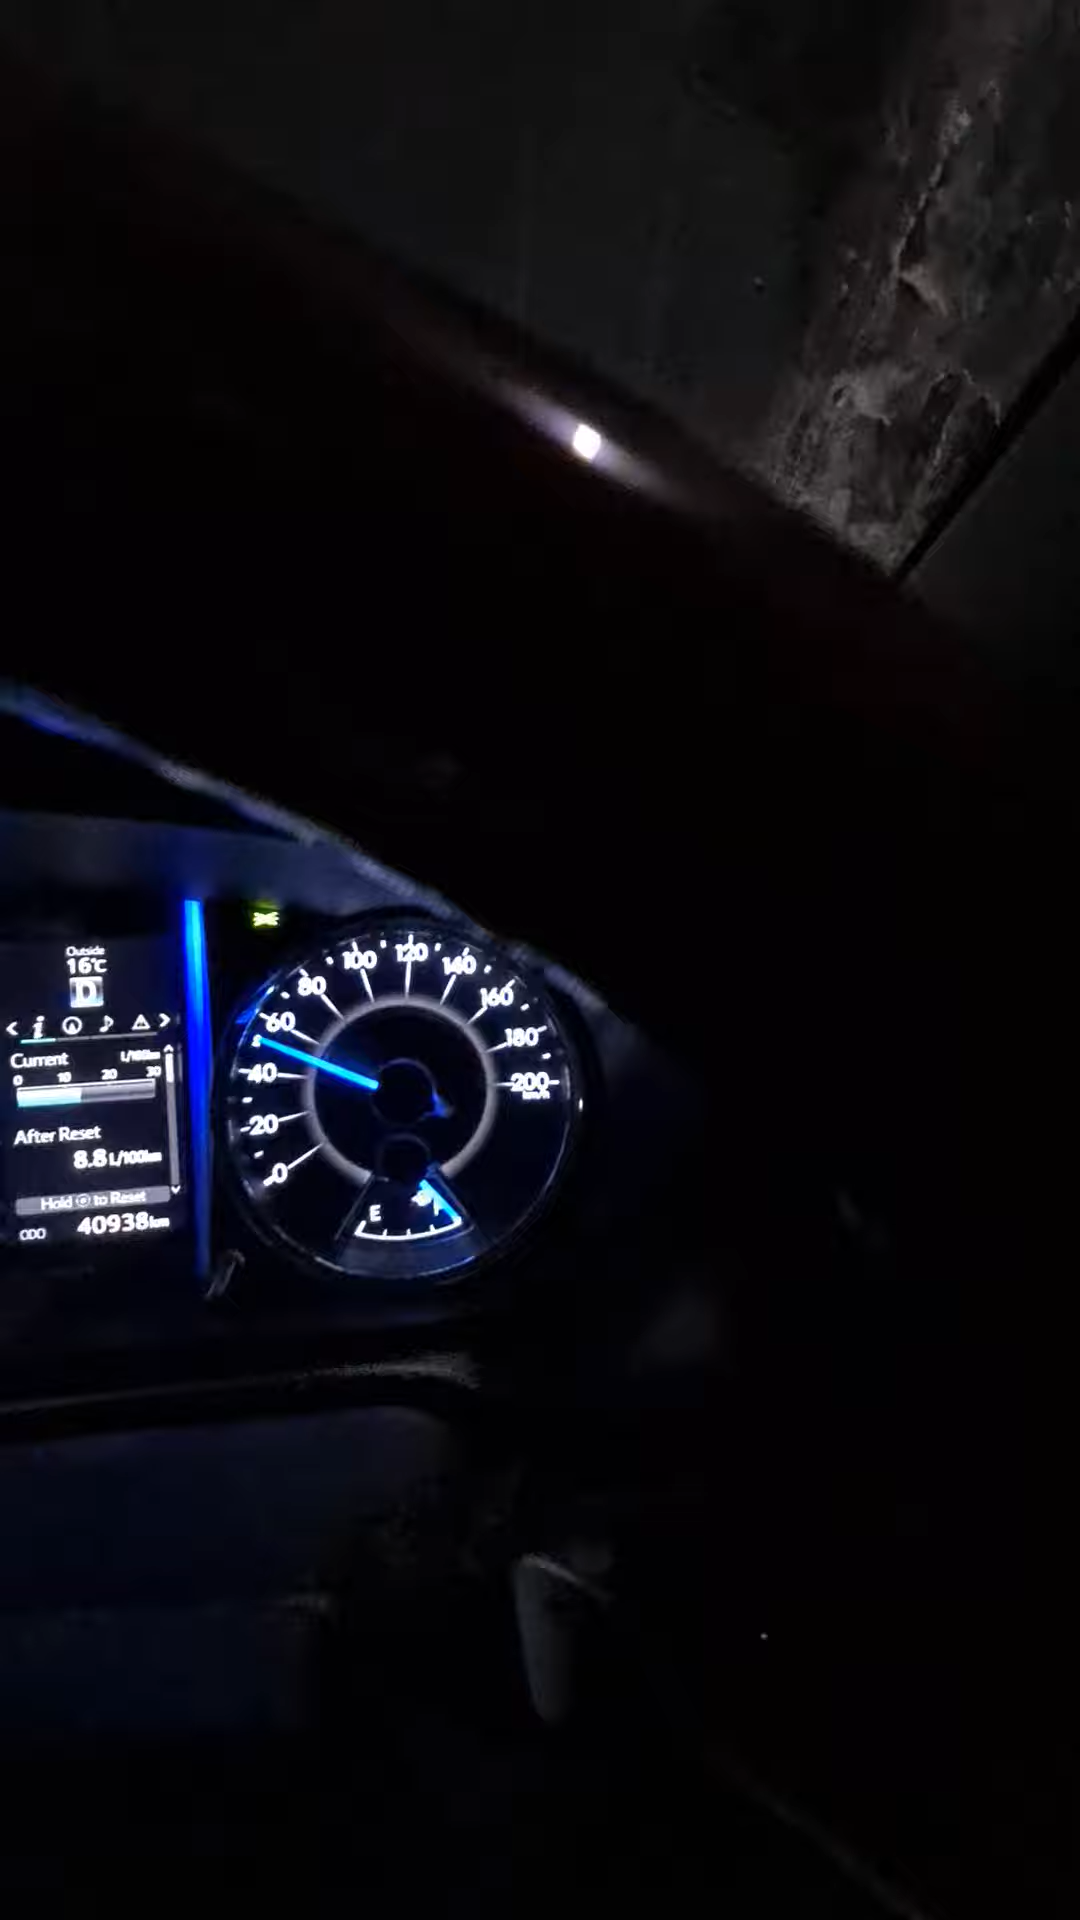 Outside
16°C
D
Current L/100km
0 10 20 30
After Reset
8.8 L/100km
Hold to Reset
ODO 40938 km
0
20
40
60
80
100
120
140
160
180
200
km/h
E
F